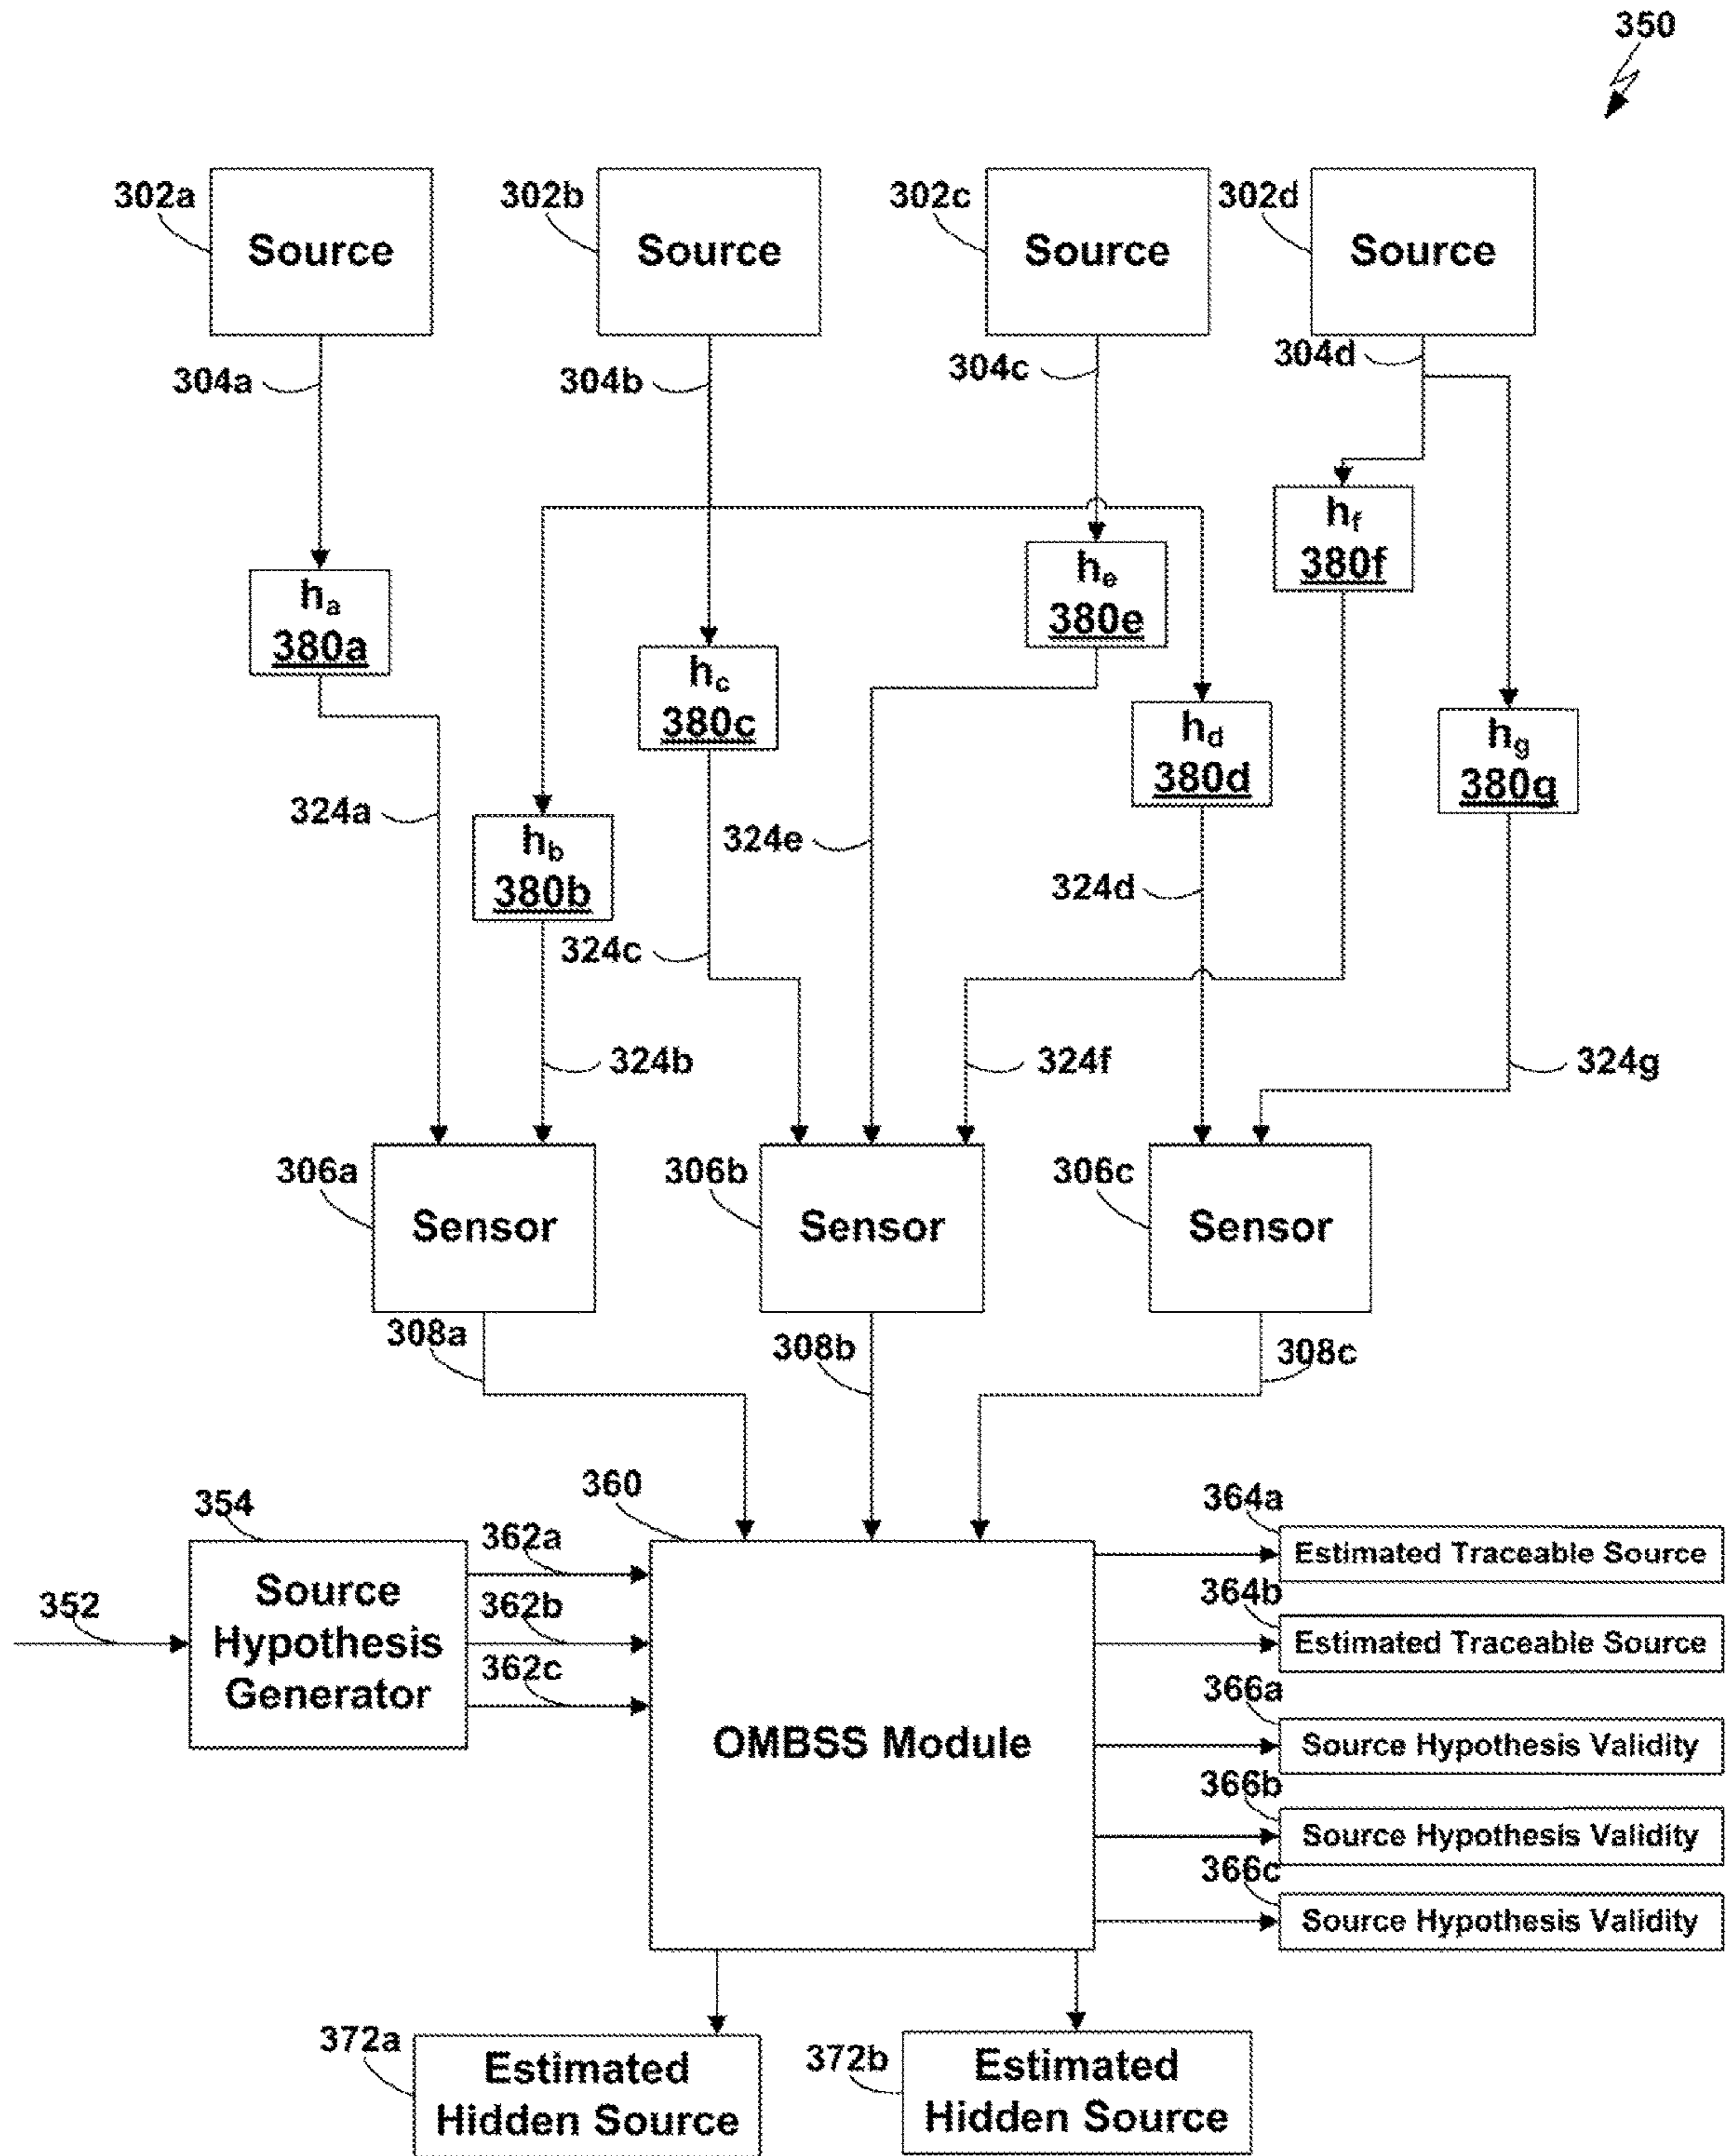 350
302a
Source
302b
Source
302c
Source
302d
Source
304a
304b
304c
304d
ha
380a
hc
380c
he
380e
hf
380f
hd
380d
hg
380g
hb
380b
324a
324e
324d
324c
324b
324f
324g
306a
Sensor
306b
Sensor
306c
Sensor
308a
308b
308c
354
Source
Hypothesis
Generator
352
362a
362b
362c
360
OMBSS Module
364a
Estimated Traceable Source
364b
Estimated Traceable Source
366a
Source Hypothesis Validity
366b
Source Hypothesis Validity
366c
Source Hypothesis Validity
372a
Estimated
Hidden Source
372b
Estimated
Hidden Source